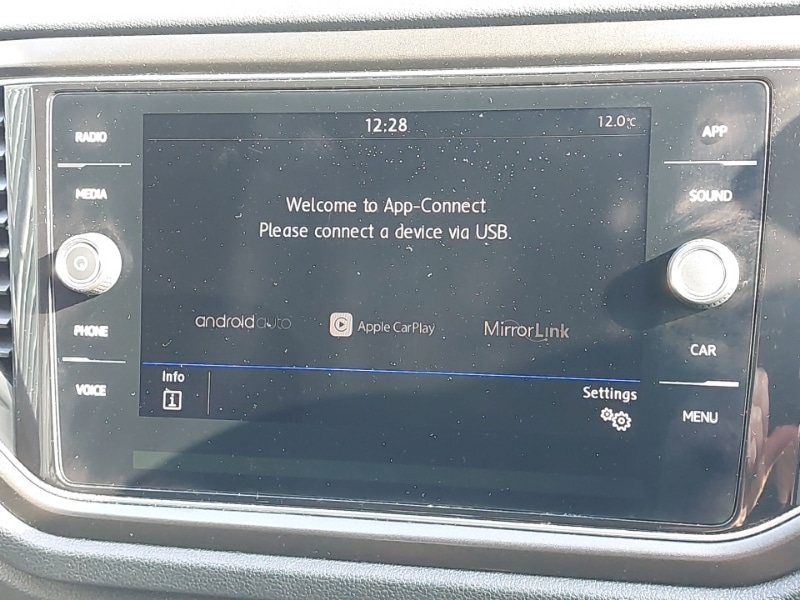 RADIO
MEDIA
PHONE
VOICE
12:28
12.0°C
Welcome to App-Connect
Please connect a device via USB.
androidauto
Apple CarPlay
MirrorLink
Info
Settings
APP
SOUND
CAR
MENU